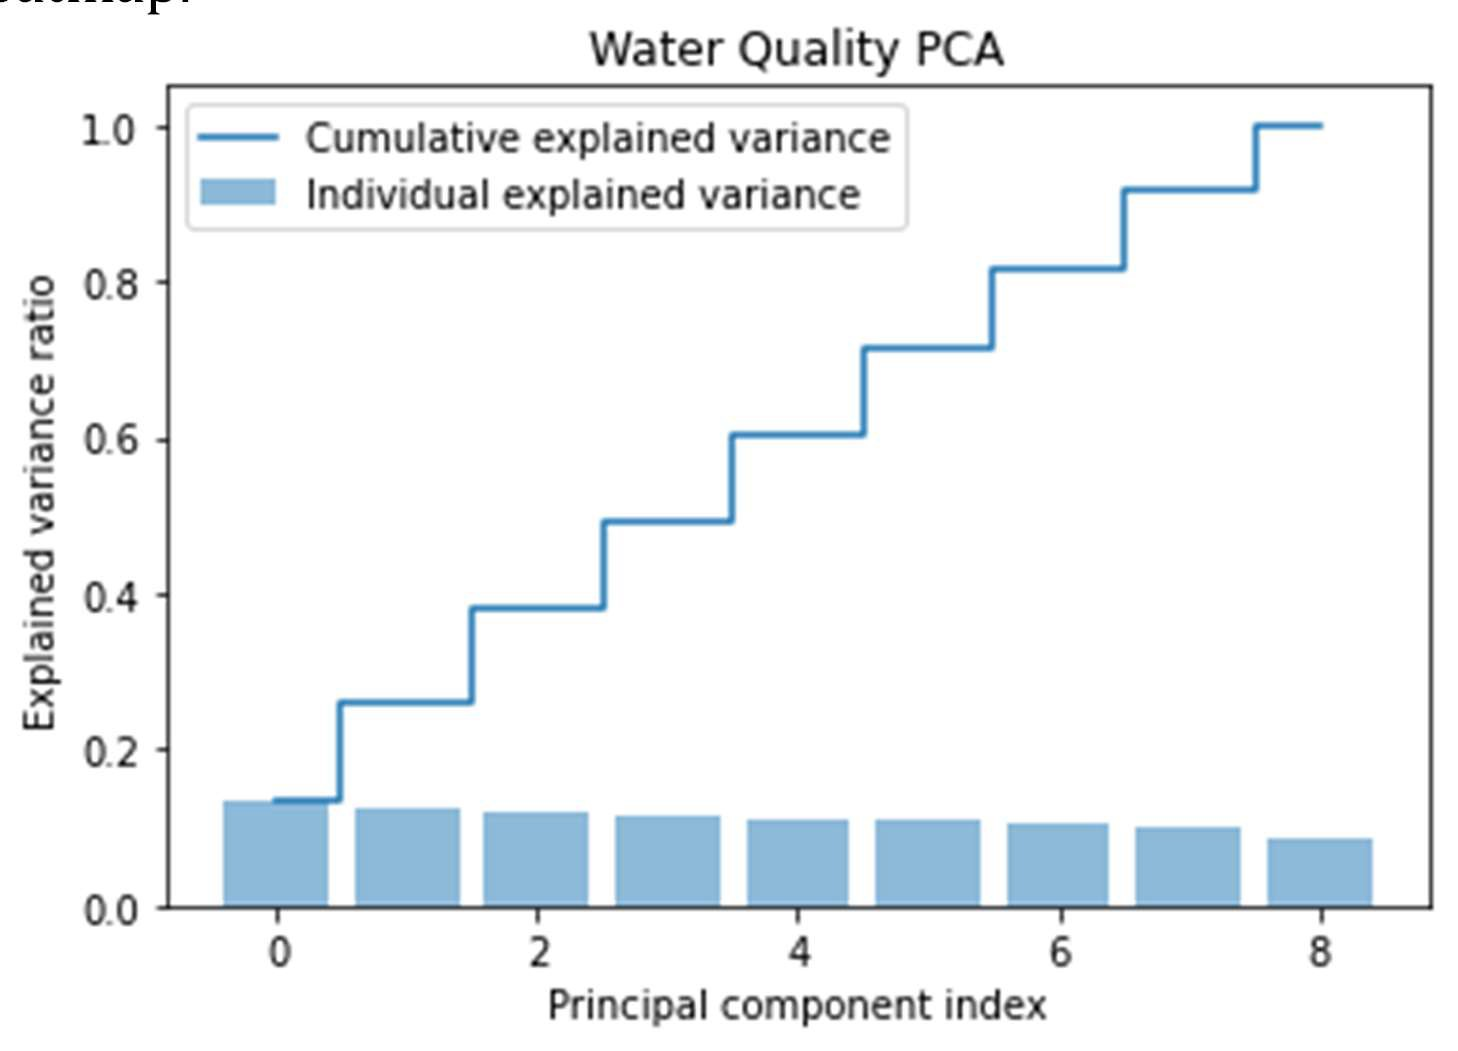 Water Quality PCA
Cumulative explained variance
Individual explained variance
Explained variance ratio
1.0
0.8
0.6
0.4
0.2
0.0
0 2 4 6 8
Principal component index